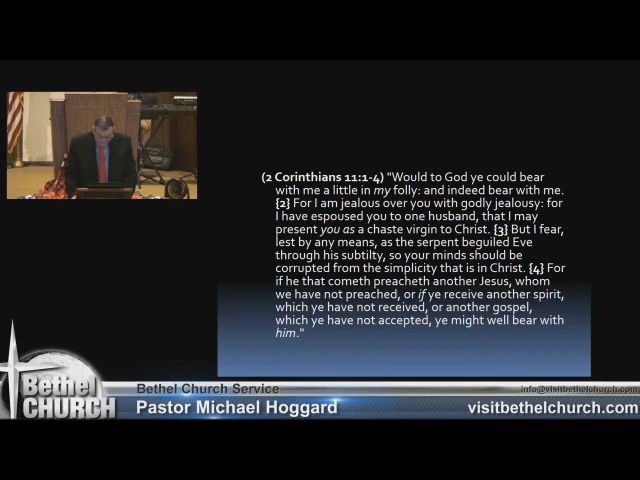 (2 Corinthians 11:1-4) "Would to God ye could bear
with me a little in my folly: and indeed bear with me.
{2} For I am jealous over you with godly jealousy: for
I have espoused you to one husband, that I may
present you as a chaste virgin to Christ. {3} But I fear,
lest by any means, as the serpent beguiled Eve
through his subtilty, so your minds should be
corrupted from the simplicity that is in Christ. {4} For
if he that cometh preacheth another Jesus, whom
we have not preached, or if ye receive another spirit,
which ye have not received, or another gospel,
which ye have not accepted, ye might well bear with
him."
Bethel
CHURCH
Bethel Church Service
info@visitbethelchurch.com
Pastor Michael Hoggard
visitbethelchurch.com